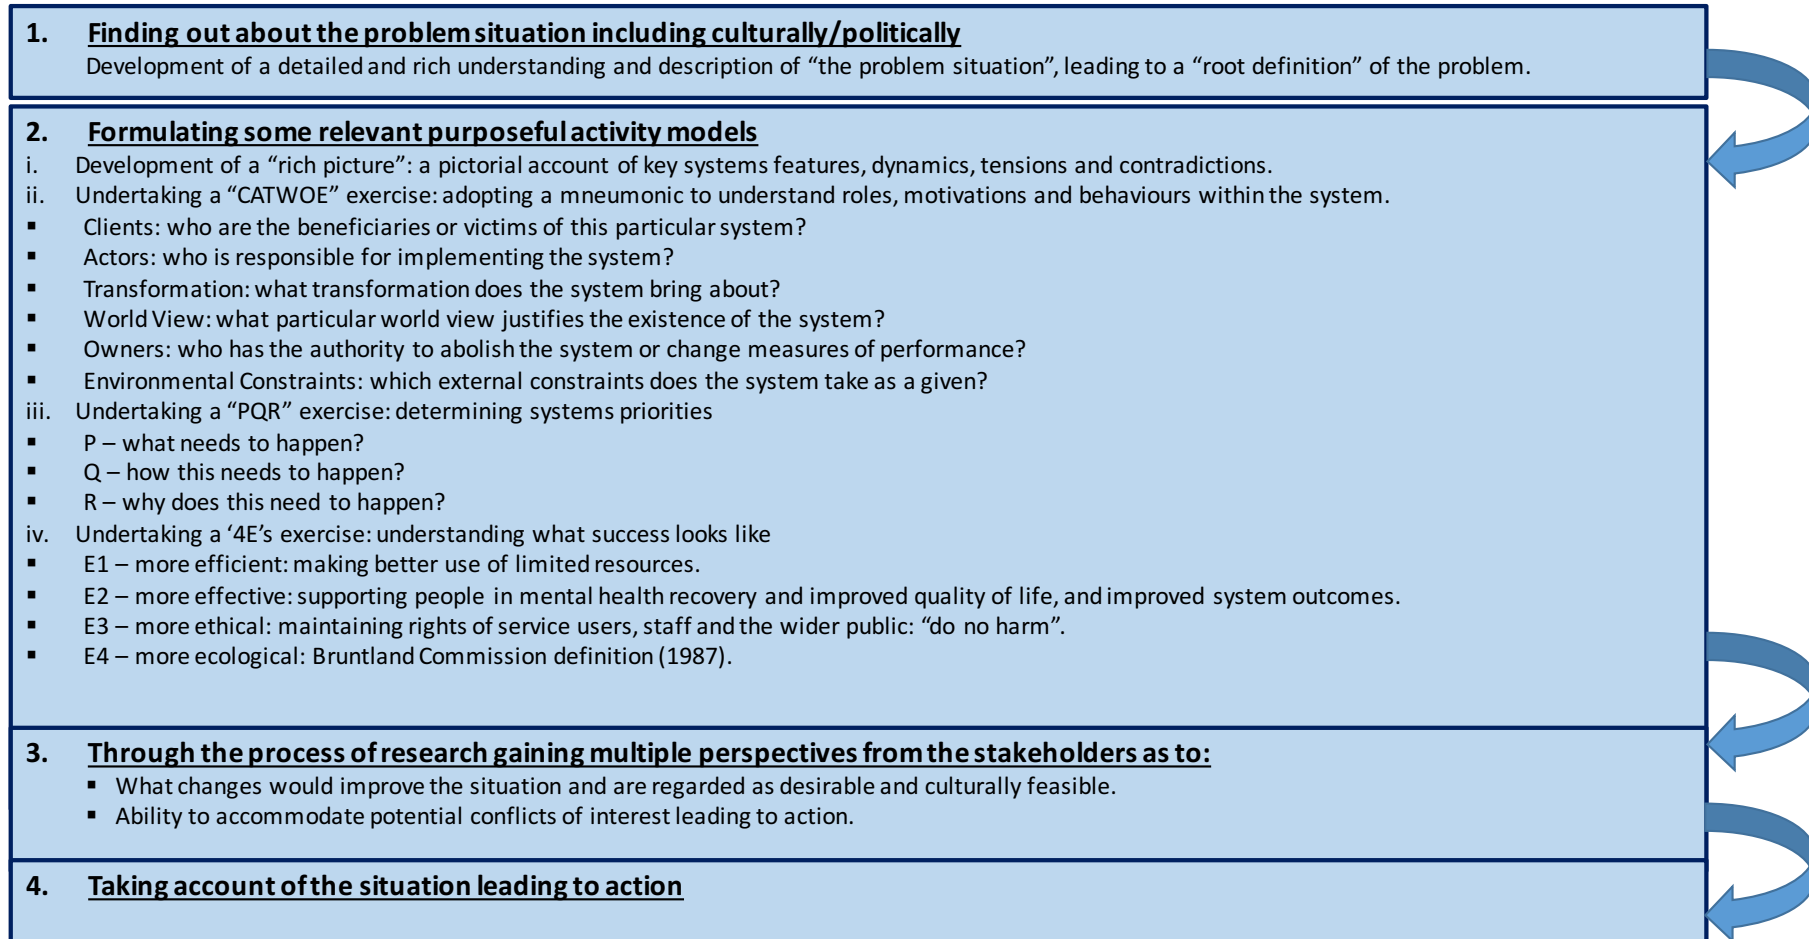 1. Finding out about the problem situation including culturally/politically
Development of a detailed and rich understanding and description of “the problem situation”, leading to a “root definition” of the problem.
2. Formulating some relevant purposeful activity models
i. Development of a “rich picture”: a pictorial account of key systems features, dynamics, tensions and contradictions.
ii. Undertaking a “CATWOE” exercise: adopting a mneumonic to understand roles, motivations and behaviours within the system.
▪ Clients: who are the beneficiaries or victims of this particular system?
▪ Actors: who is responsible for implementing the system?
▪ Transformation: what transformation does the system bring about?
▪ World View: what particular world view justifies the existence of the system?
▪ Owners: who has the authority to abolish the system or change measures of performance?
▪ Environmental Constraints: which external constraints does the system take as a given?
iii. Undertaking a “PQR” exercise: determining systems priorities
▪ P – what needs to happen?
▪ Q – how this needs to happen?
▪ R – why does this need to happen?
iv. Undertaking a ‘4E’s exercise: understanding what success looks like
▪ E1 – more efficient: making better use of limited resources.
▪ E2 – more effective: supporting people in mental health recovery and improved quality of life, and improved system outcomes.
▪ E3 – more ethical: maintaining rights of service users, staff and the wider public: “do no harm”.
▪ E4 – more ecological: Bruntland Commission definition (1987).
3. Through the process of research gaining multiple perspectives from the stakeholders as to:
▪ What changes would improve the situation and are regarded as desirable and culturally feasible.
▪ Ability to accommodate potential conflicts of interest leading to action.
4. Taking account of the situation leading to action